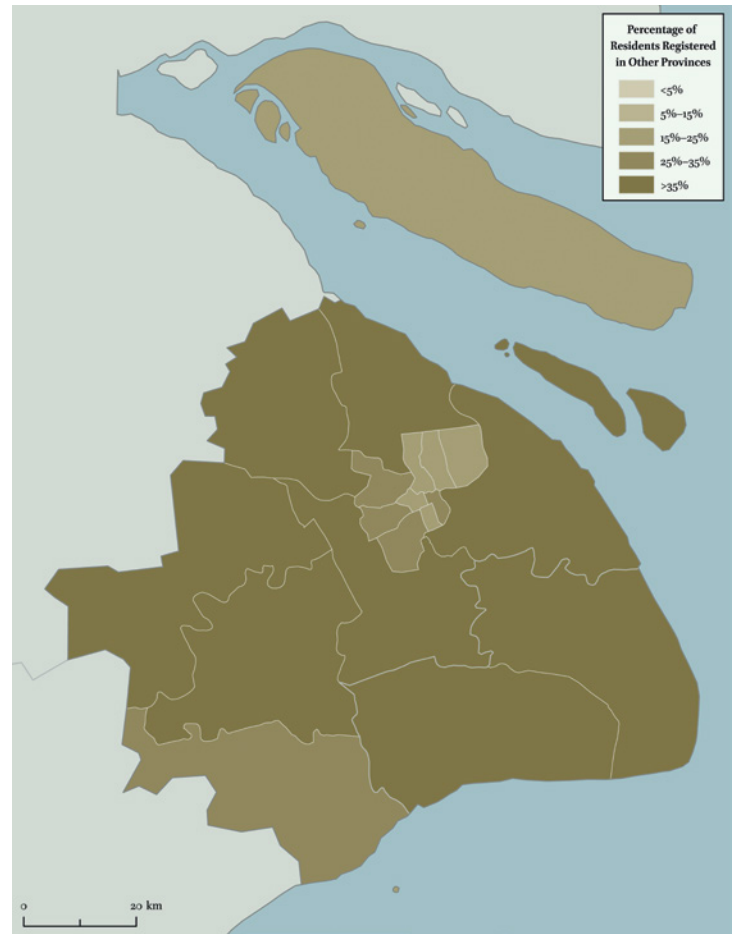 Percentage of
Residents Registered
in Other Provinces
<5%
5%–15%
15%–25%
25%–35%
>35%
0 20 km